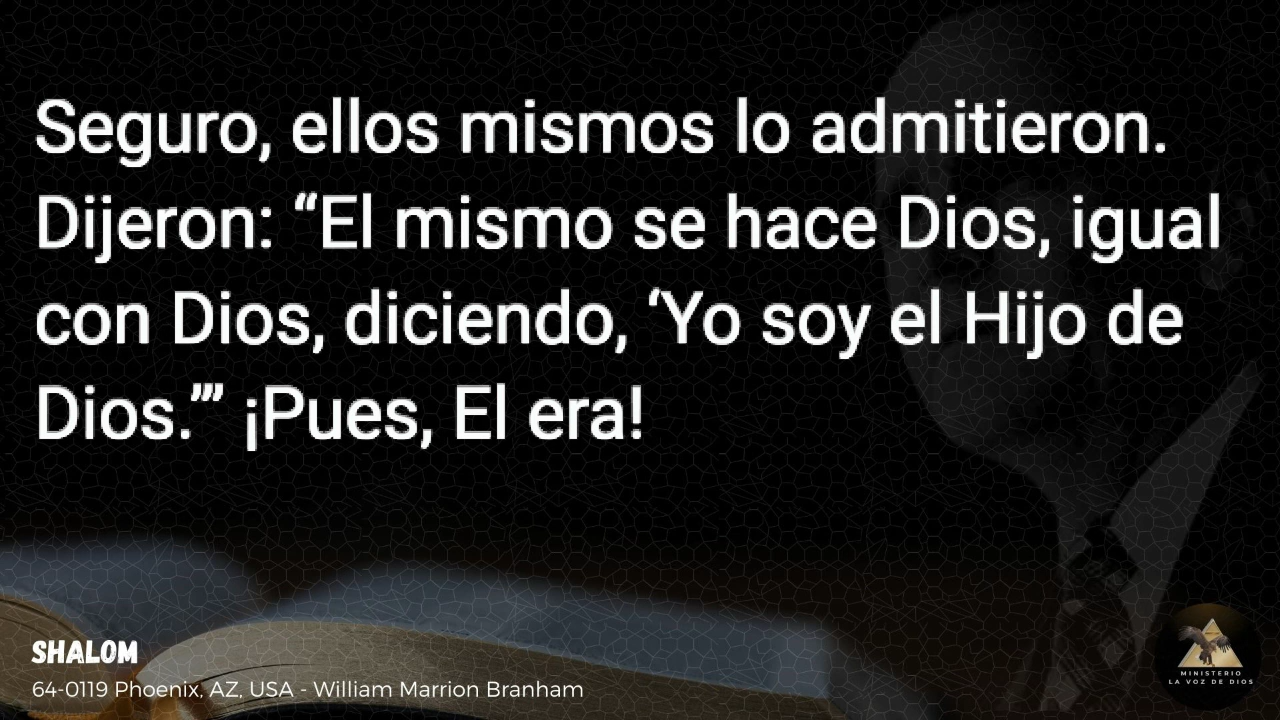 Seguro, ellos mismos lo admitieron.
Dijeron: “El mismo se hace Dios, igual
con Dios, diciendo, ‘Yo soy el Hijo de
Dios.’” ¡Pues, El era!
SHALOM
64-0119 Phoenix, AZ, USA - William Marrion Branham
MINISTERIO
LA VOZ DE DIOS